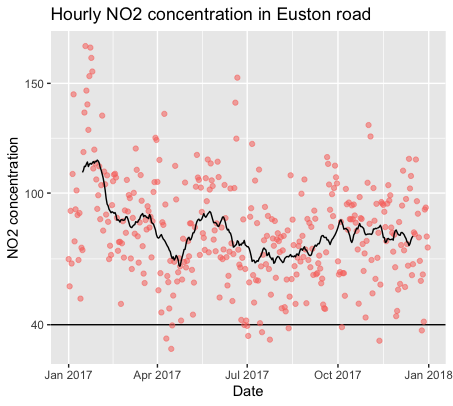 Hourly NO2 concentration in Euston road
NO2 concentration
150
100
40
Jan 2017
Apr 2017
Jul 2017
Oct 2017
Jan 2018
Date